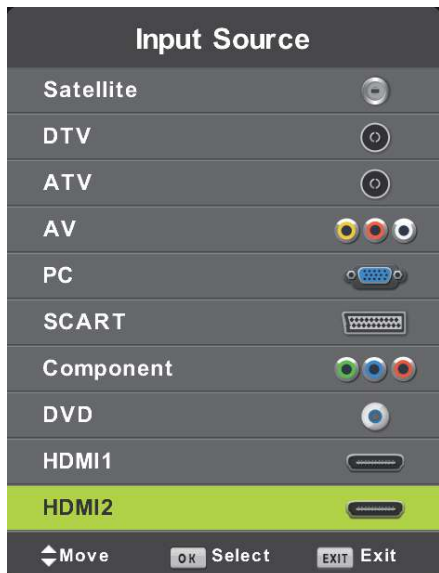 Input Source
Satellite
DTV
ATV
AV
PC
SCART
Component
DVD
HDMI1
HDMI2
Move OK Select EXIT Exit